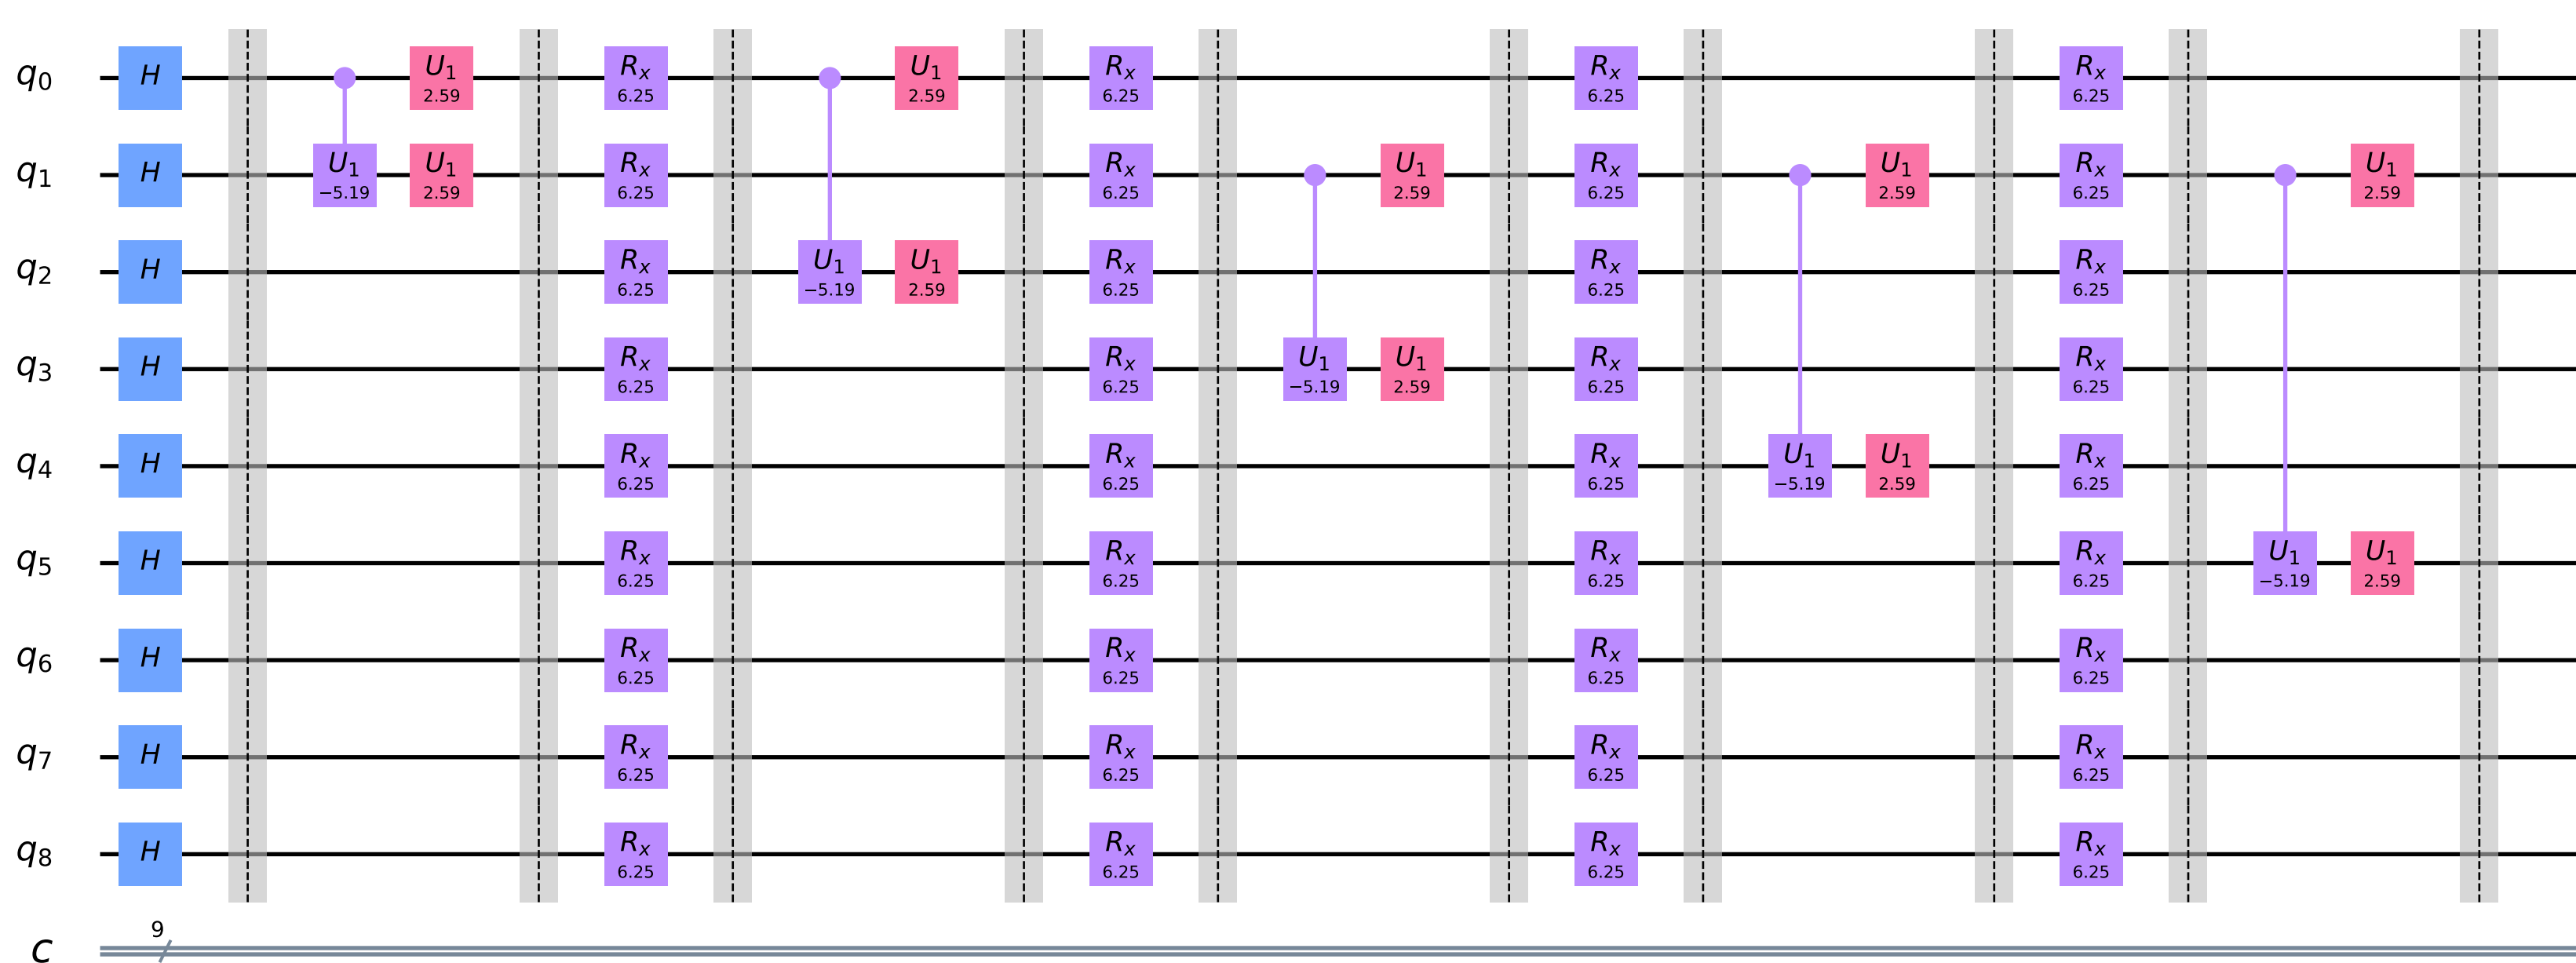 q0 H U1 2.59 Rx 6.25 U1 2.59 Rx 6.25 Rx 6.25 Rx 6.25
q1 H U1 −5.19 U1 2.59 Rx 6.25 Rx 6.25 U1 2.59 Rx 6.25 U1 2.59 Rx 6.25 U1 2.59
q2 H Rx 6.25 U1 −5.19 U1 2.59 Rx 6.25 Rx 6.25 Rx 6.25
q3 H Rx 6.25 Rx 6.25 U1 −5.19 U1 2.59 Rx 6.25 Rx 6.25
q4 H Rx 6.25 Rx 6.25 Rx 6.25 U1 −5.19 U1 2.59 Rx 6.25
q5 H Rx 6.25 Rx 6.25 Rx 6.25 Rx 6.25 U1 −5.19 U1 2.59
q6 H Rx 6.25 Rx 6.25 Rx 6.25 Rx 6.25
q7 H Rx 6.25 Rx 6.25 Rx 6.25 Rx 6.25
q8 H Rx 6.25 Rx 6.25 Rx 6.25 Rx 6.25
c 9